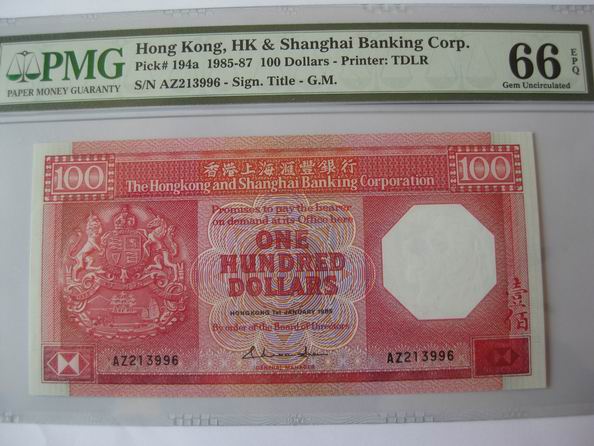 PMG
PAPER MONEY GUARANTY
Hong Kong, HK & Shanghai Banking Corp.
Pick# 194a 1985-87 100 Dollars - Printer: TDLR
S/N AZ213996 - Sign. Title - G.M.
66 EPQ
Gem Uncirculated
100
香港上海滙豐銀行
100
The Hongkong and Shanghai Banking Corporation
Promises to pay the bearer
on demand at its Office here
ONE
HUNDRED
DOLLARS
HONGKONG 1st JANUARY 1985
By order of the Board of Directors
壹佰
AZ213996
AZ213996
GENERAL MANAGER